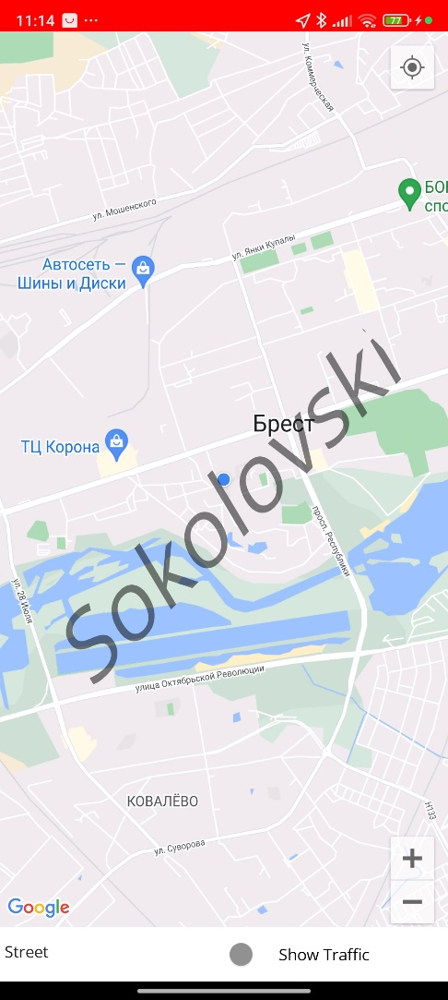 11:14
77
ул. Коммерческая
ул. Мошенского
БОК
спо
ул. Янки Купалы
Автосеть —
Шины и Диски
Sokolovski
Брест
ТЦ Корона
просп. Республики
ул. 28 Июля
улица Октябрьской Революции
КОВАЛЁВО
H133
ул. Суворова
+
−
Google
Street
Show Traffic